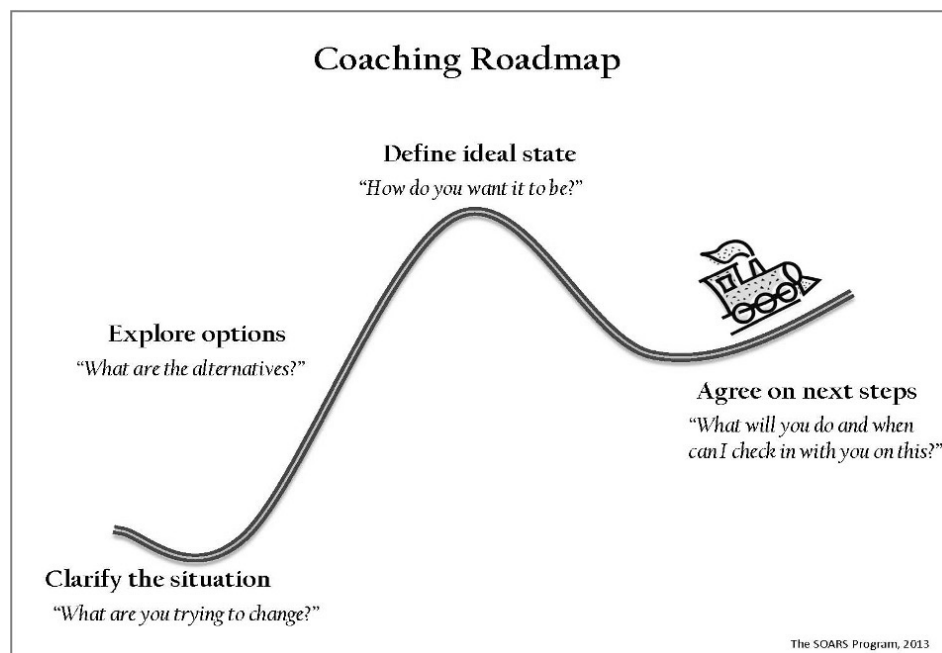 Coaching Roadmap
Define ideal state
“How do you want it to be?”
Explore options
“What are the alternatives?”
Agree on next steps
“What will you do and when
can I check in with you on this?”
Clarify the situation
“What are you trying to change?”
The SOARS Program, 2013